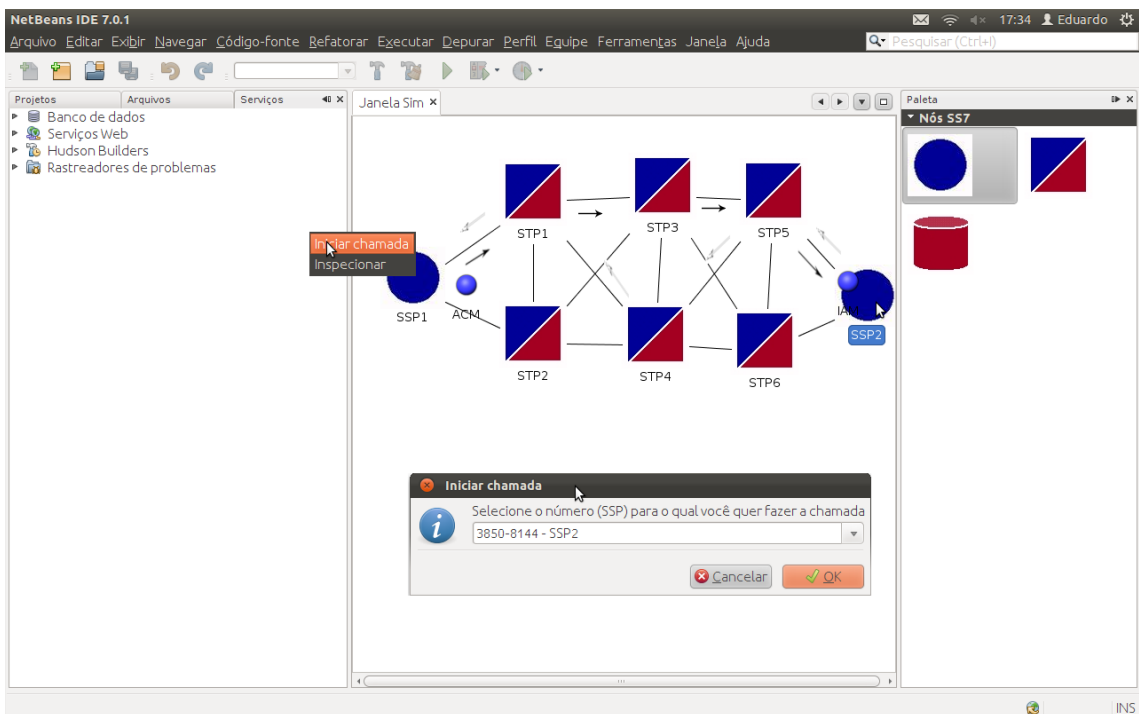 NetBeans IDE 7.0.1
17:34 Eduardo
Arquivo Editar Exibir Navegar Código-fonte Refatorar Executar Depurar Perfil Equipe Ferramentas Janela Ajuda
Pesquisar (Ctrl+I)
Projetos Arquivos Serviços
Janela Sim
Paleta
Banco de dados
Serviços Web
Hudson Builders
Rastreadores de problemas
Nós SS7
STP1
STP3
STP5
Iniciar chamada
Inspecionar
SSP1
ACM
IAM
SSP2
STP2
STP4
STP6
Iniciar chamada
Selecione o número (SSP) para o qual você quer fazer a chamada
3850-8144 - SSP2
Cancelar
OK
INS